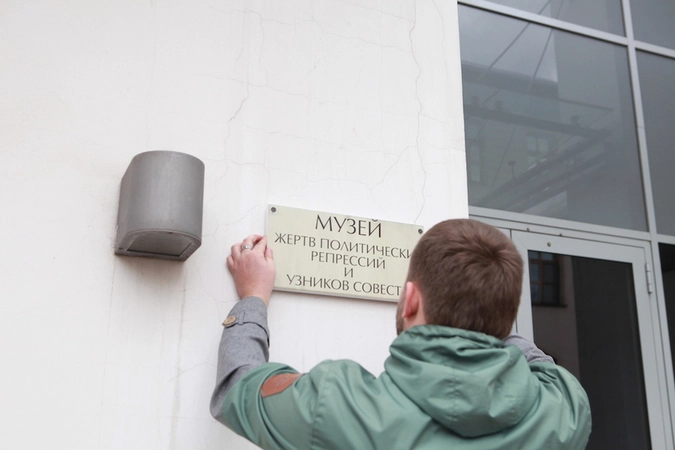 МУЗЕЙ
ЖЕРТВ ПОЛИТИЧЕСКИ
РЕПРЕССИЙ
И
УЗНИКОВ СОВЕСТ